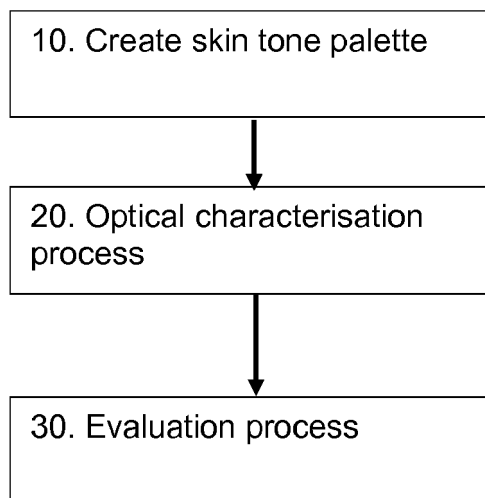 10. Create skin tone palette
20. Optical characterisation
process
30. Evaluation process